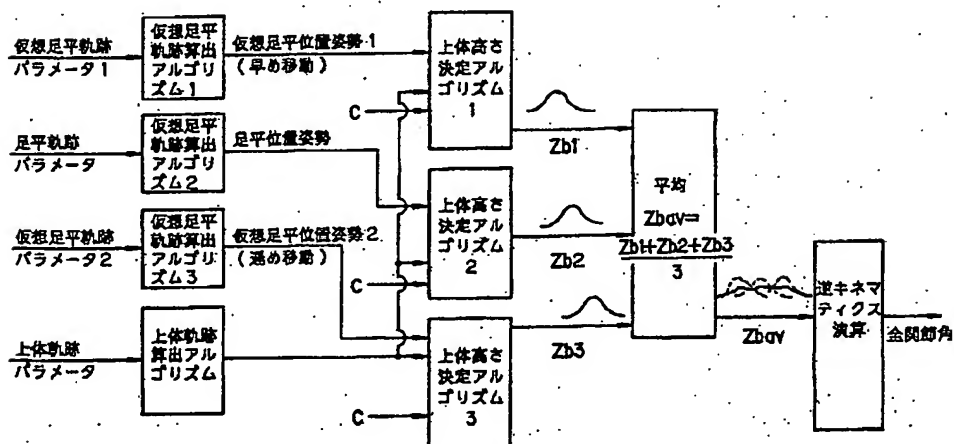 仮想足平軌跡
パラメータ1
仮想足平
軌跡算出
アルゴリ
ズム1
仮想足平位置姿勢1
(早め移動)
C
上体高さ
決定アル
ゴリズム
1
Zb1
足平軌跡
パラメータ
仮想足平
軌跡算出
アルゴリ
ズム2
足平位置姿勢
C
上体高さ
決定アル
ゴリズム
2
Zb2
仮想足平軌跡
パラメータ2
仮想足平
軌跡算出
アルゴリ
ズム3
仮想足平位置姿勢2
(遅め移動)
上体軌跡
パラメータ
上体軌跡
算出アル
ゴリズム
C
上体高さ
決定アル
ゴリズム
3
Zb3
平均
Zbav=
Zb1+Zb2+Zb3
3
Zbav
逆キネマ
ティクス
演算
全関節角